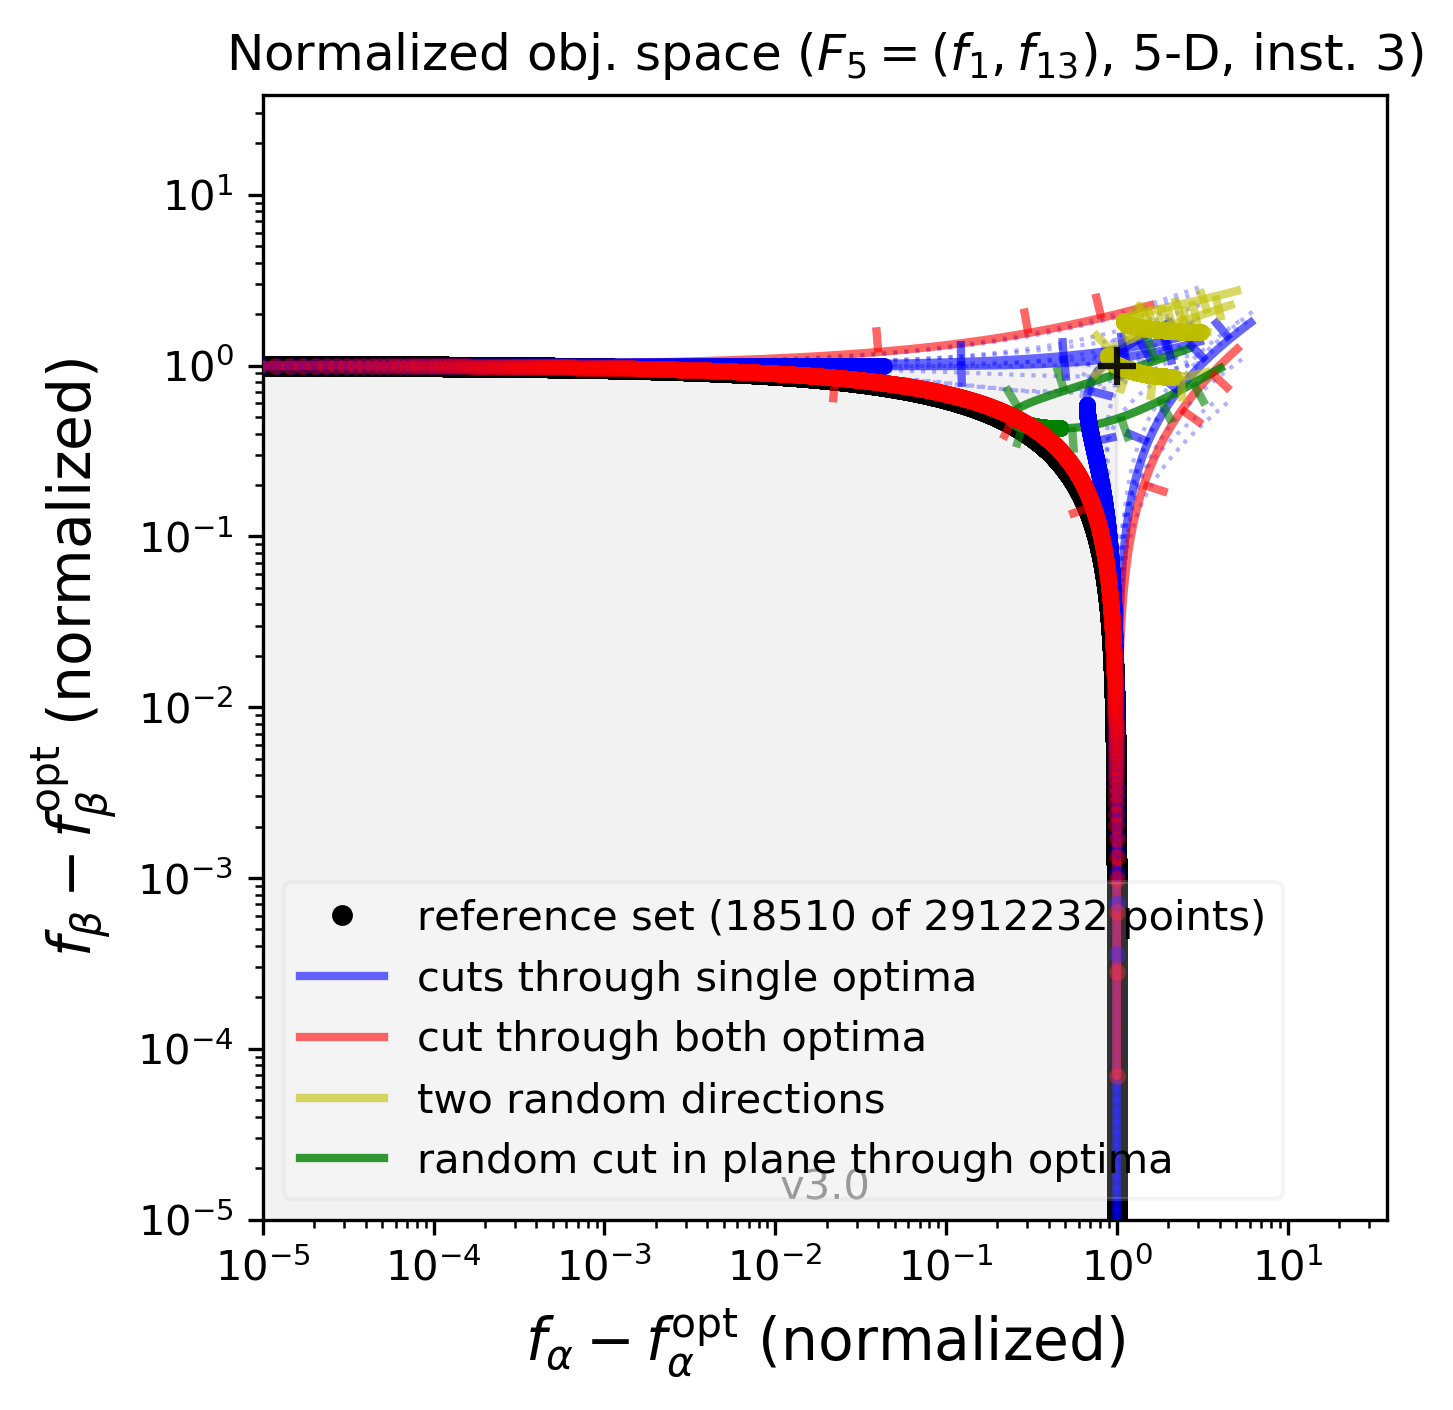 Normalized obj. space (F₅ = (f₁, f₁₃), 5-D, inst. 3)
f_β − f_β^opt (normalized)
10¹
10⁰
10⁻¹
10⁻²
10⁻³
10⁻⁴
10⁻⁵
reference set (18510 of 2912232 points)
cuts through single optima
cut through both optima
two random directions
random cut in plane through optima
v3.0
10⁻⁵ 10⁻⁴ 10⁻³ 10⁻² 10⁻¹ 10⁰ 10¹
f_α − f_α^opt (normalized)